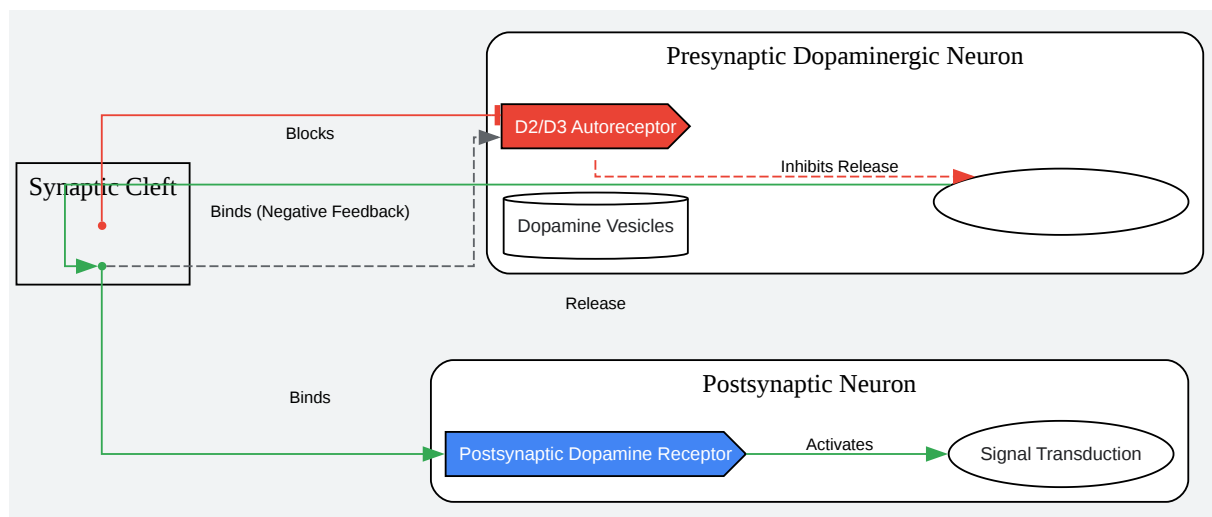 Presynaptic Dopaminergic Neuron
D2/D3 Autoreceptor
Blocks
Inhibits Release
Synaptic Cleft
Binds (Negative Feedback)
Dopamine Vesicles
Release
Postsynaptic Neuron
Binds
Postsynaptic Dopamine Receptor
Activates
Signal Transduction